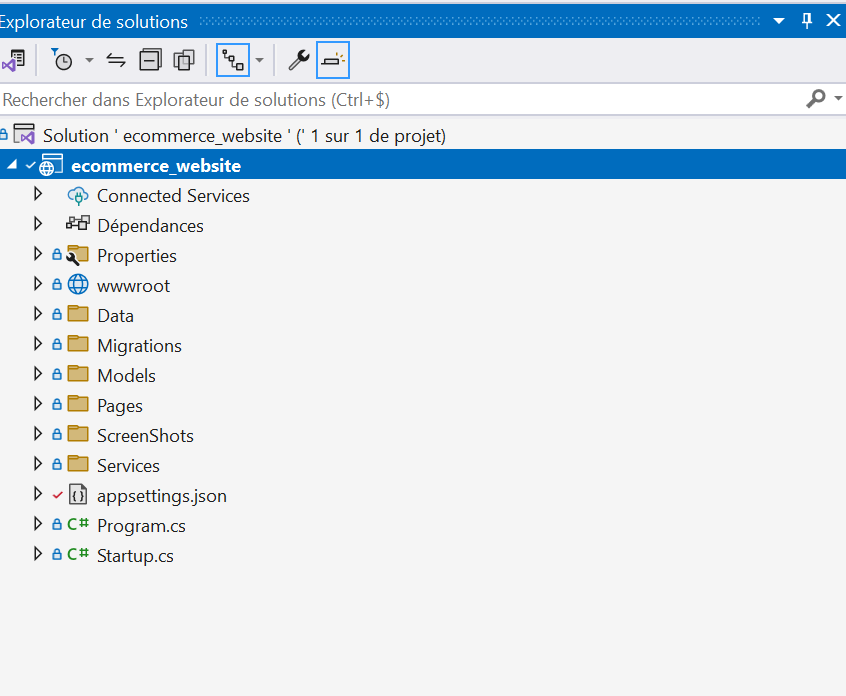 Explorateur de solutions
Rechercher dans Explorateur de solutions (Ctrl+$)
Solution ' ecommerce_website ' (' 1 sur 1 de projet)
ecommerce_website
Connected Services
Dépendances
Properties
wwwroot
Data
Migrations
Models
Pages
ScreenShots
Services
appsettings.json
C# Program.cs
C# Startup.cs